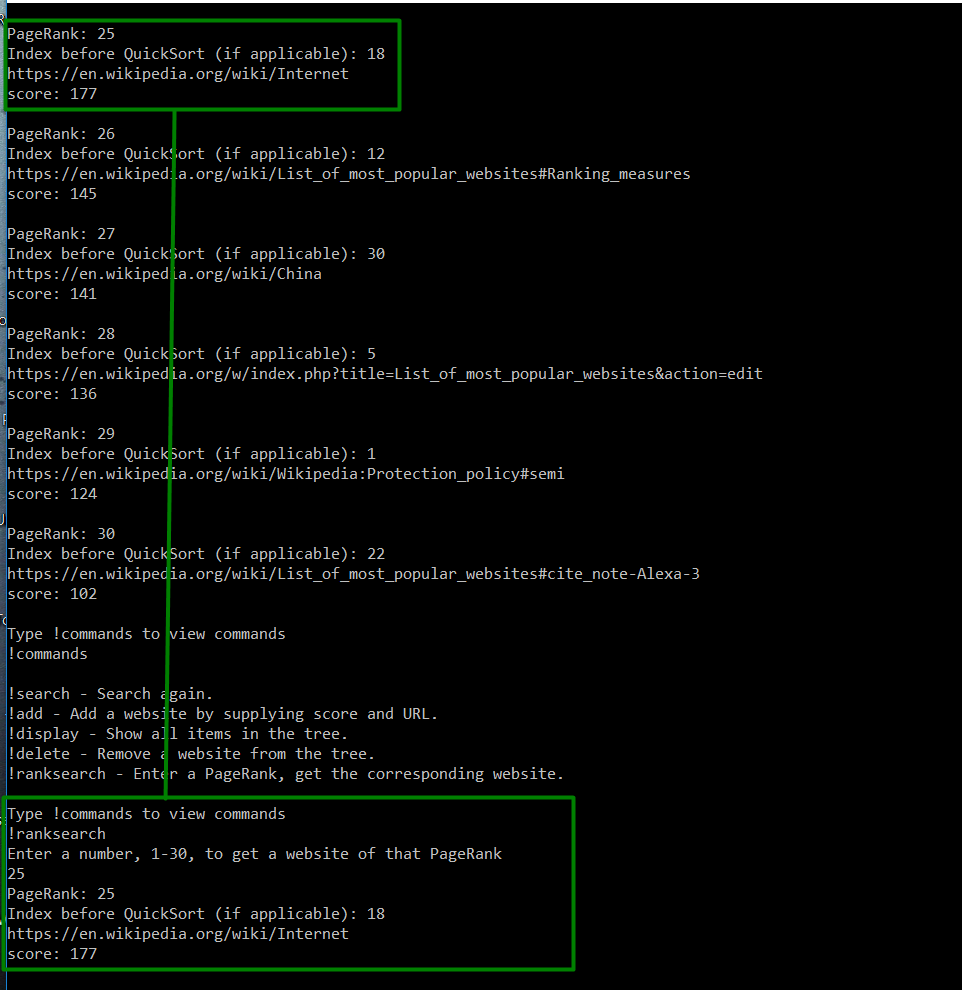 PageRank: 25
Index before QuickSort (if applicable): 18
https://en.wikipedia.org/wiki/Internet
score: 177
PageRank: 26
Index before QuickSort (if applicable): 12
https://en.wikipedia.org/wiki/List_of_most_popular_websites#Ranking_measures
score: 145
PageRank: 27
Index before QuickSort (if applicable): 30
https://en.wikipedia.org/wiki/China
score: 141
PageRank: 28
Index before QuickSort (if applicable): 5
https://en.wikipedia.org/w/index.php?title=List_of_most_popular_websites&action=edit
score: 136
PageRank: 29
Index before QuickSort (if applicable): 1
https://en.wikipedia.org/wiki/Wikipedia:Protection_policy#semi
score: 124
PageRank: 30
Index before QuickSort (if applicable): 22
https://en.wikipedia.org/wiki/List_of_most_popular_websites#cite_note-Alexa-3
score: 102
Type !commands to view commands
!commands
!search - Search again.
!add - Add a website by supplying score and URL.
!display - Show all items in the tree.
!delete - Remove a website from the tree.
!ranksearch - Enter a PageRank, get the corresponding website.
Type !commands to view commands
!ranksearch
Enter a number, 1-30, to get a website of that PageRank
25
PageRank: 25
Index before QuickSort (if applicable): 18
https://en.wikipedia.org/wiki/Internet
score: 177